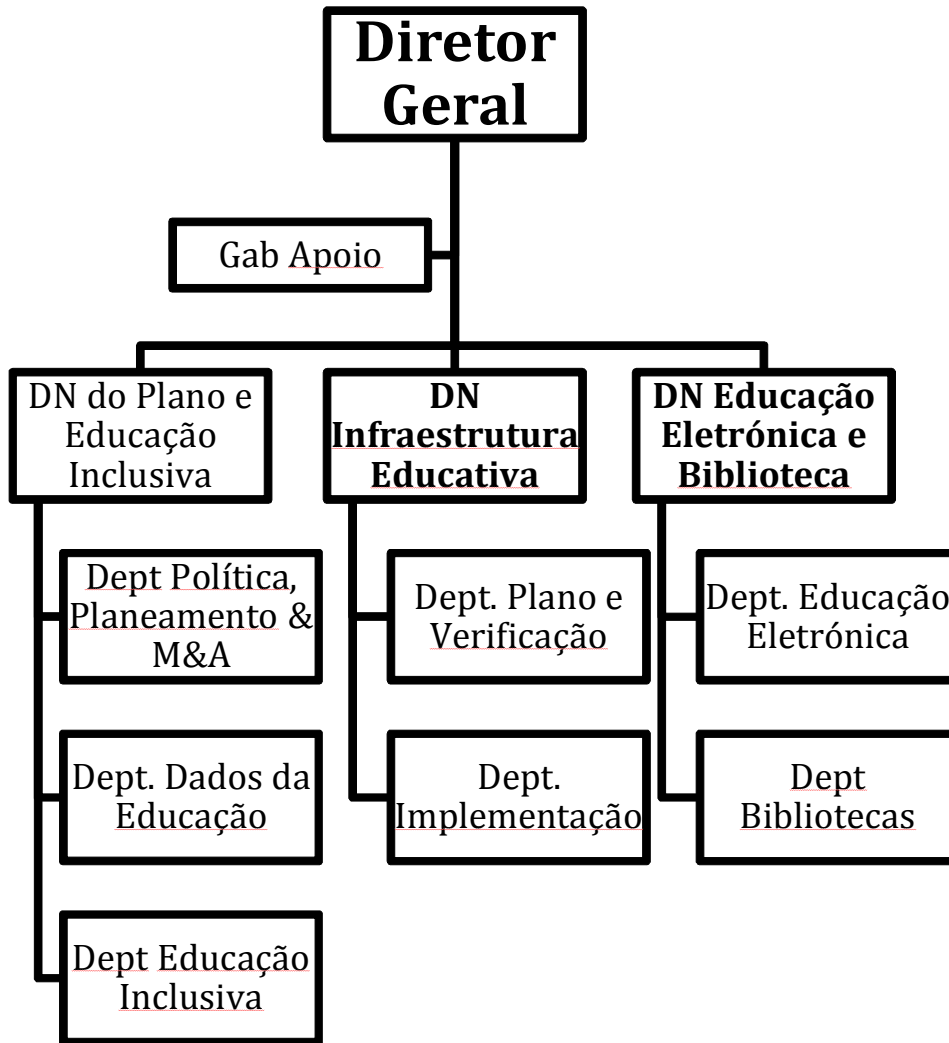 Diretor
Geral
Gab Apoio
DN do Plano e
Educação
Inclusiva
DN
Infraestrutura
Educativa
DN Educação
Eletrónica e
Biblioteca
Dept Política,
Planeamento &
M&A
Dept. Plano e
Verificação
Dept. Educação
Eletrónica
Dept. Dados da
Educação
Dept.
Implementação
Dept
Bibliotecas
Dept Educação
Inclusiva